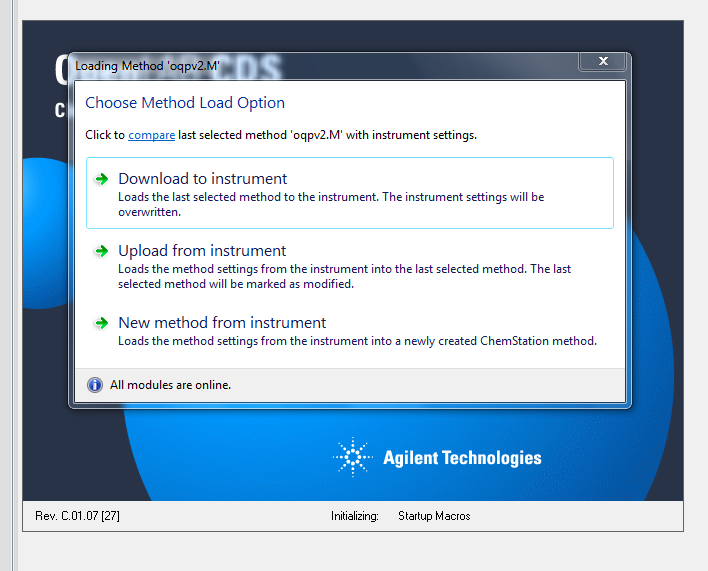 Loading Method 'oqpv2.M'
CDS
C
Choose Method Load Option
Click to compare last selected method 'oqpv2.M' with instrument settings.
Download to instrument
Loads the last selected method to the instrument. The instrument settings will be
overwritten.
Upload from instrument
Loads the method settings from the instrument into the last selected method. The last
selected method will be marked as modified.
New method from instrument
Loads the method settings from the instrument into a newly created ChemStation method.
All modules are online.
Agilent Technologies
Rev. C.01.07 [27] Initializing: Startup Macros